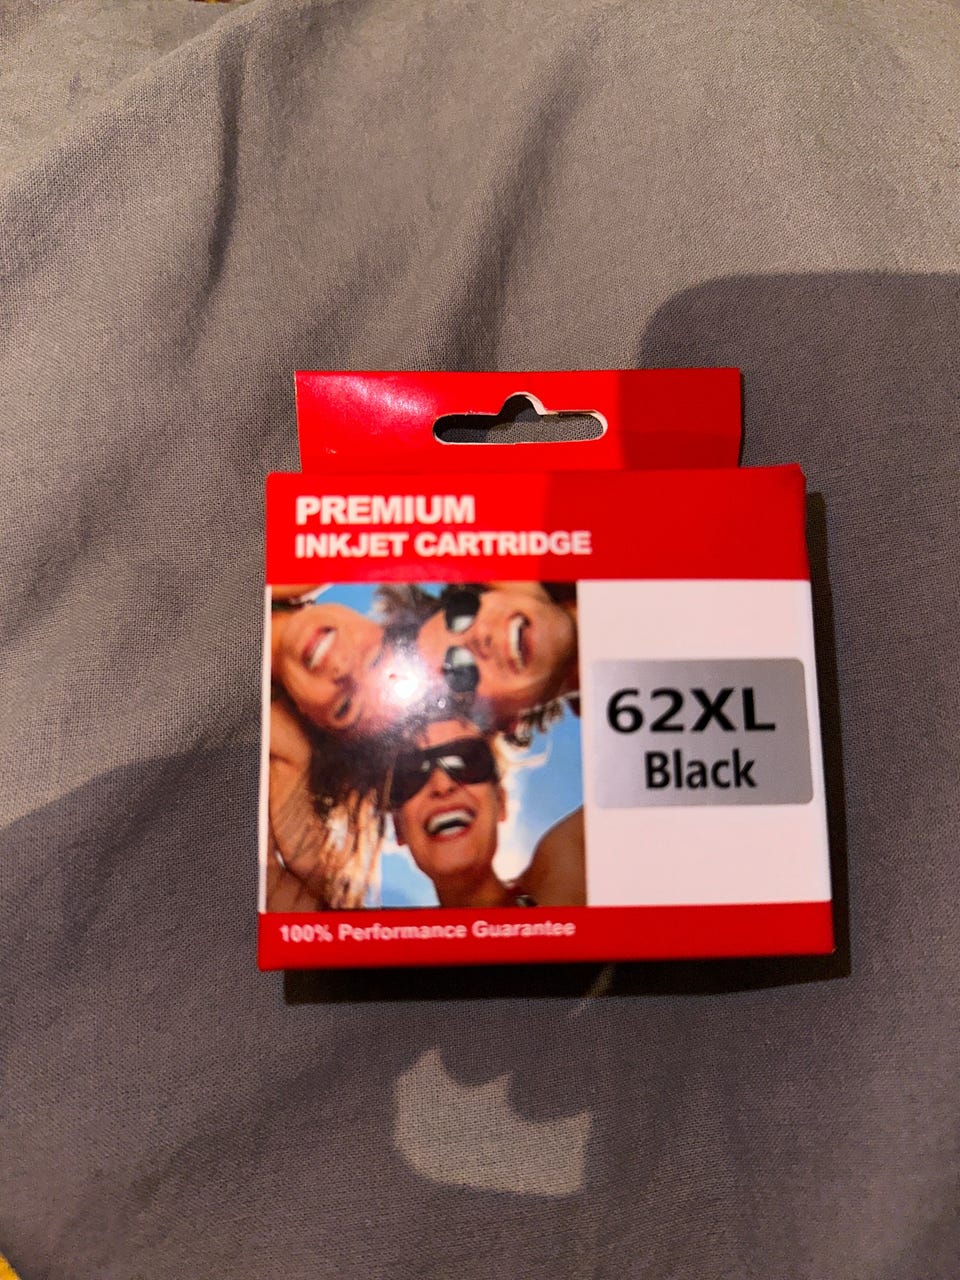 PREMIUM
INKJET CARTRIDGE
62XL
Black
100% Performance Guarantee